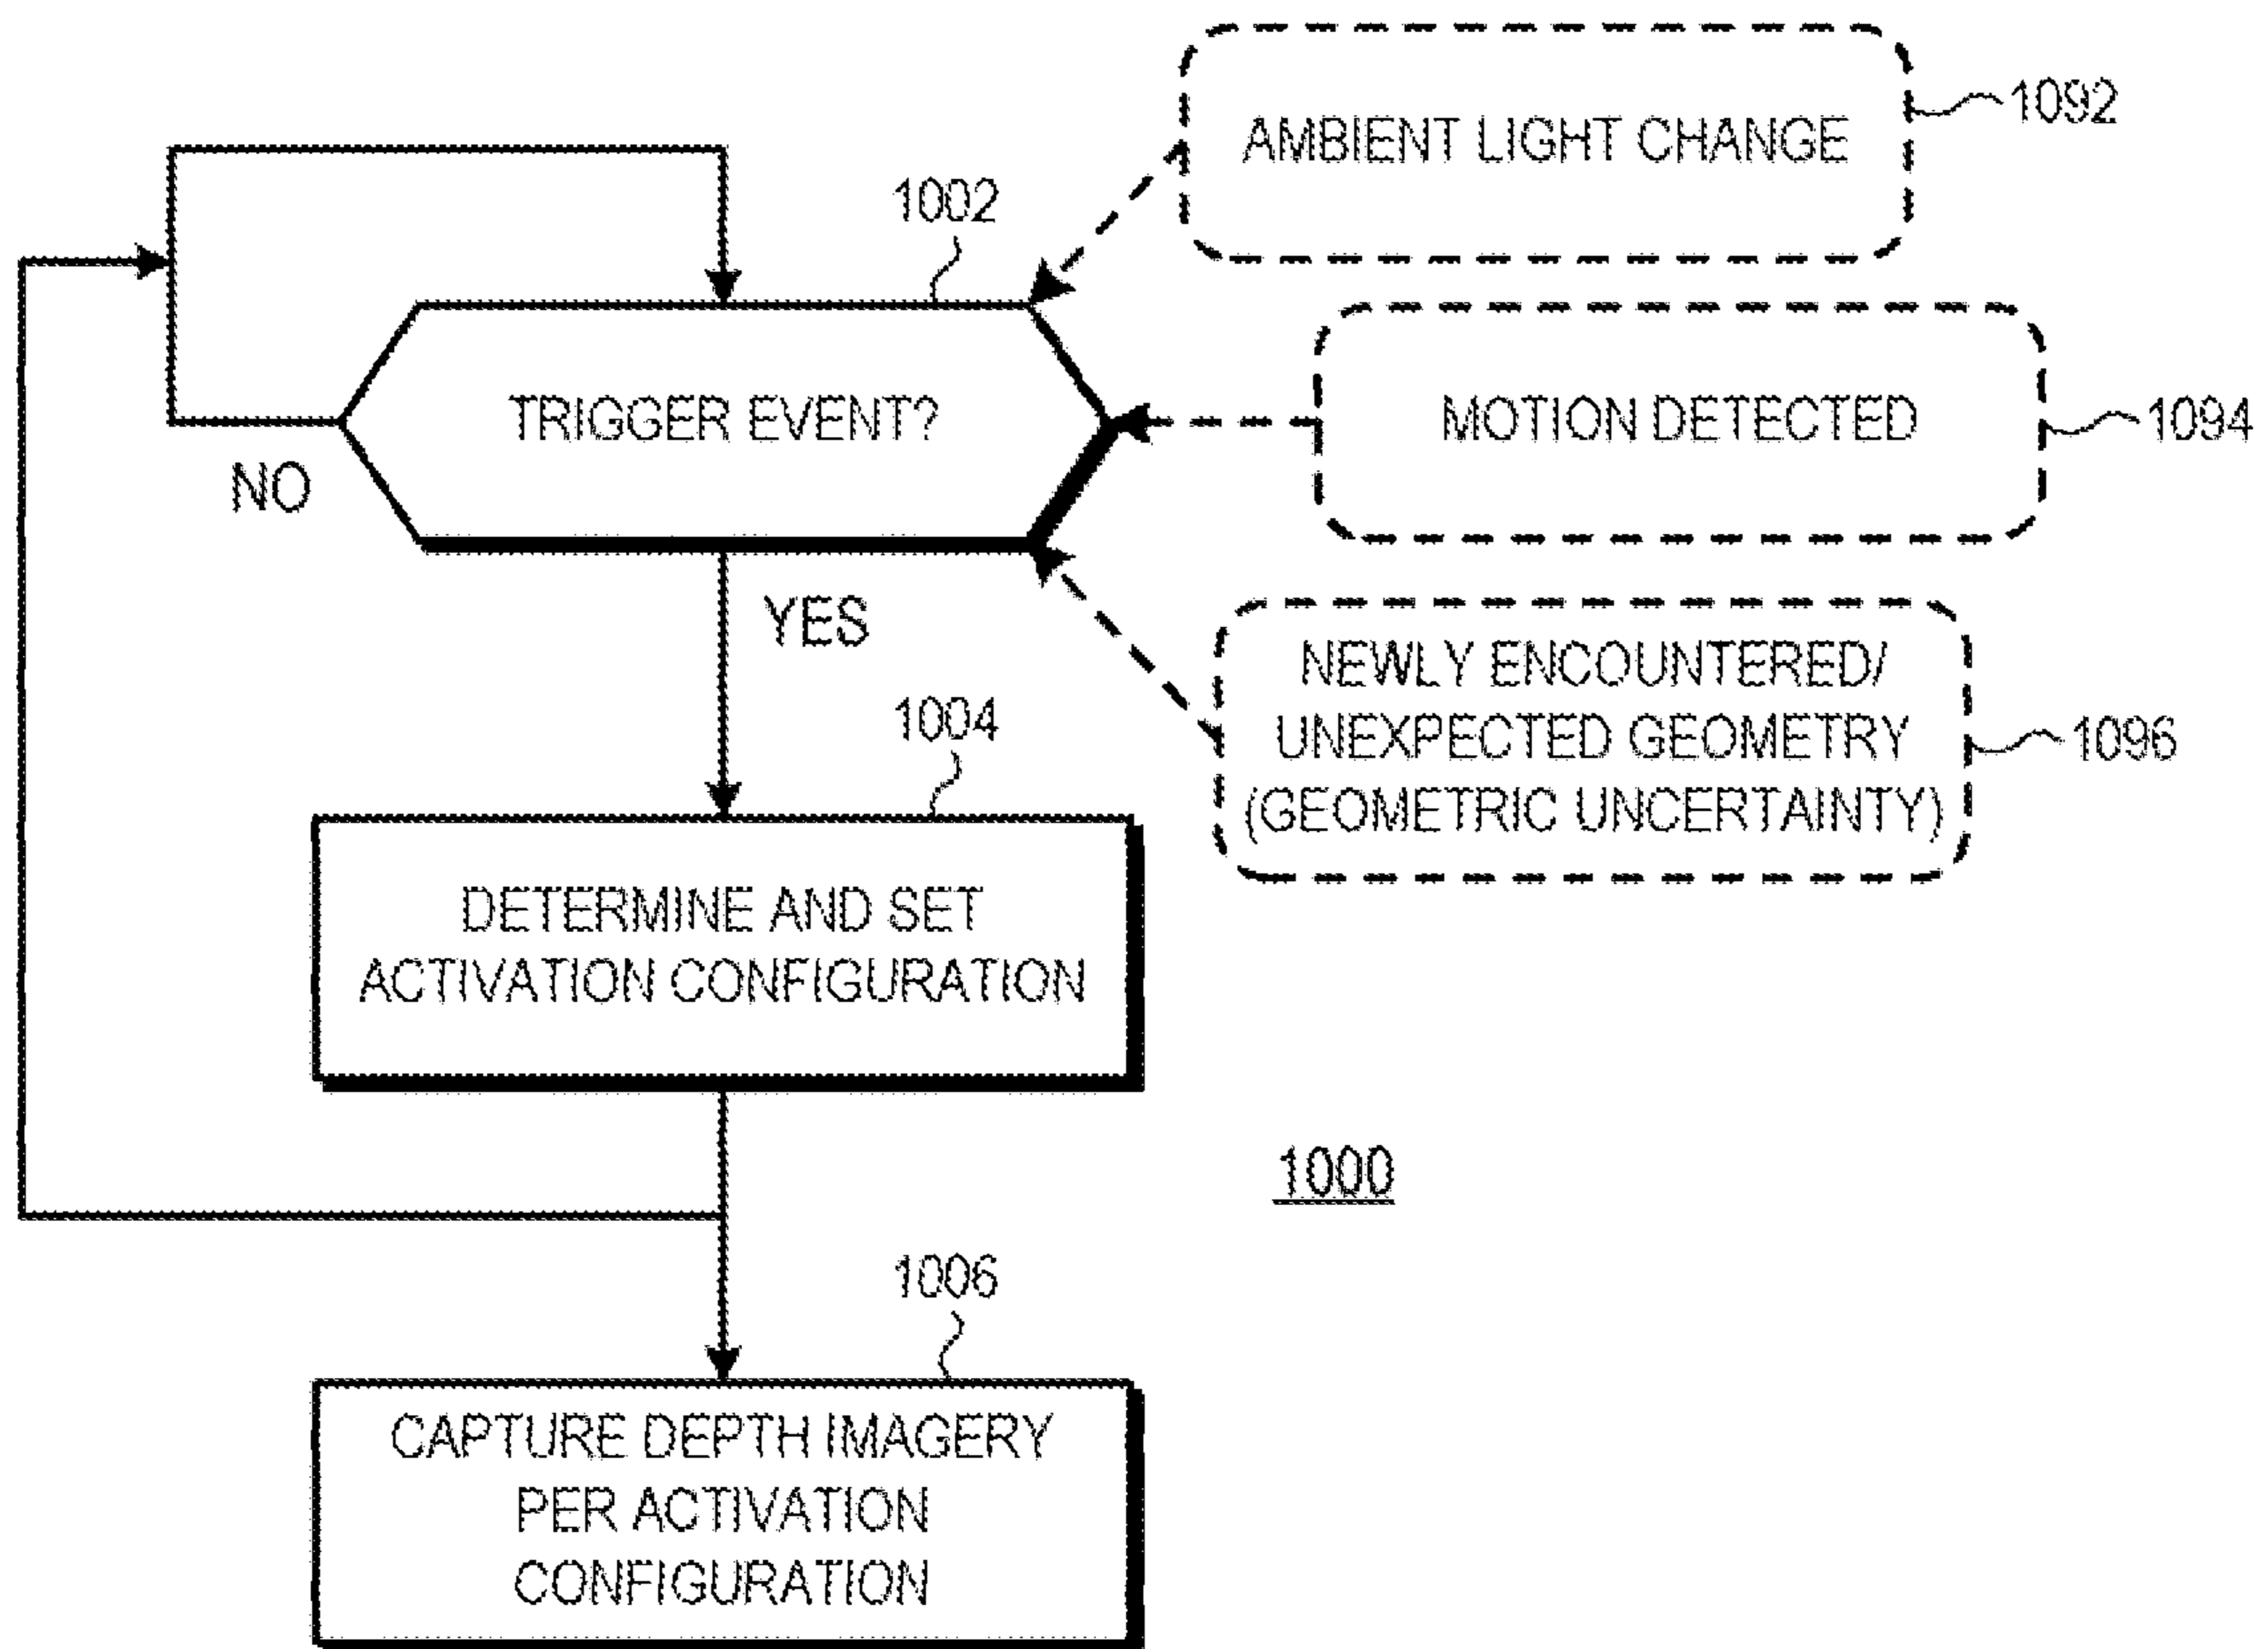 AMBIENT LIGHT CHANGE
1092
1002
TRIGGER EVENT?
MOTION DETECTED
1094
NO
YES
NEWLY ENCOUNTERED/
UNEXPECTED GEOMETRY
(GEOMETRIC UNCERTAINTY)
1096
1004
DETERMINE AND SET
ACTIVATION CONFIGURATION
1000
1006
CAPTURE DEPTH IMAGERY
PER ACTIVATION
CONFIGURATION